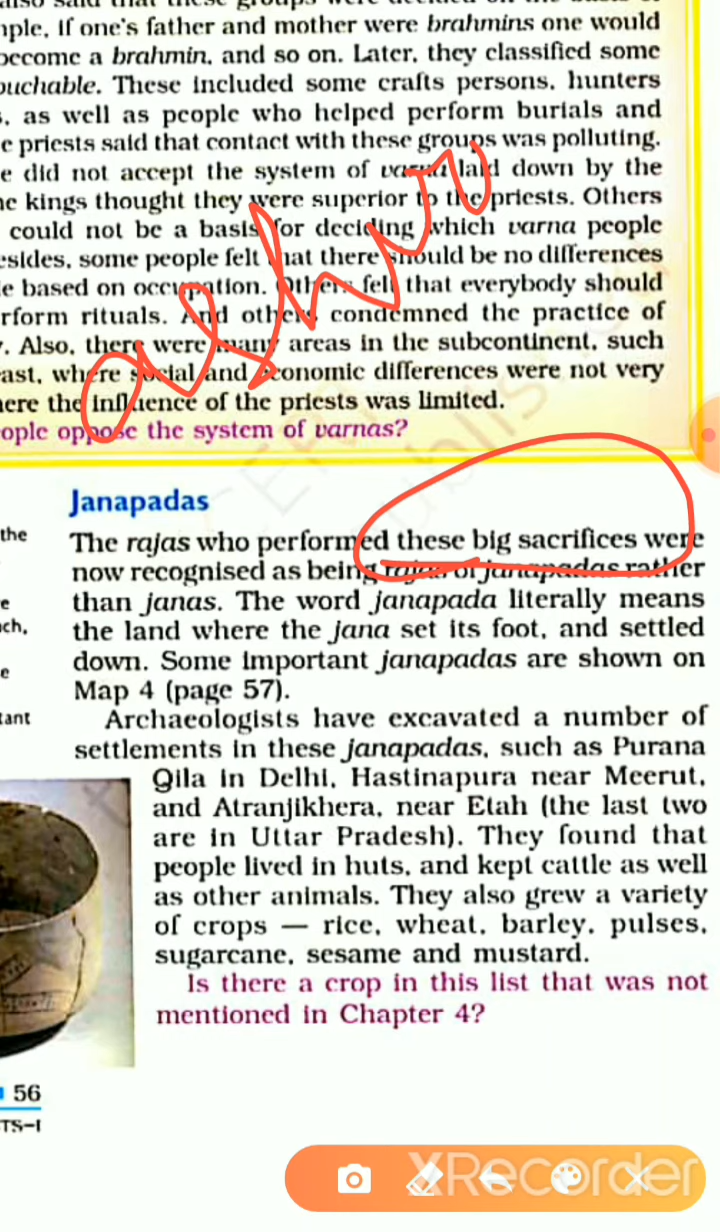 mple, if one's father and mother were brahmins one would
become a brahmin, and so on. Later, they classified some
ouchable. These included some crafts persons, hunters
s, as well as people who helped perform burials and
e priests said that contact with these groups was polluting.
e did not accept the system of varna laid down by the
he kings thought they were superior to the priests. Others
could not be a basis for deciding which varna people
esides, some people felt that there should be no differences
le based on occupation. Others felt that everybody should
rform rituals. And others condemned the practice of
y. Also, there were many areas in the subcontinent, such
ast, where social and economic differences were not very
here the influence of the priests was limited.
ople oppose the system of varnas?
ashu
Janapadas
The rajas who performed these big sacrifices were
now recognised as being rajas of janapadas rather
than janas. The word janapada literally means
the land where the jana set its foot, and settled
down. Some important janapadas are shown on
Map 4 (page 57).
Archaeologists have excavated a number of
settlements in these janapadas, such as Purana
Qila in Delhi, Hastinapura near Meerut,
and Atranjikhera, near Etah (the last two
are in Uttar Pradesh). They found that
people lived in huts, and kept cattle as well
as other animals. They also grew a variety
of crops — rice, wheat, barley, pulses,
sugarcane, sesame and mustard.
Is there a crop in this list that was not
mentioned in Chapter 4?
the
e
ch,
e
tant
56
TS–I
XRecorder